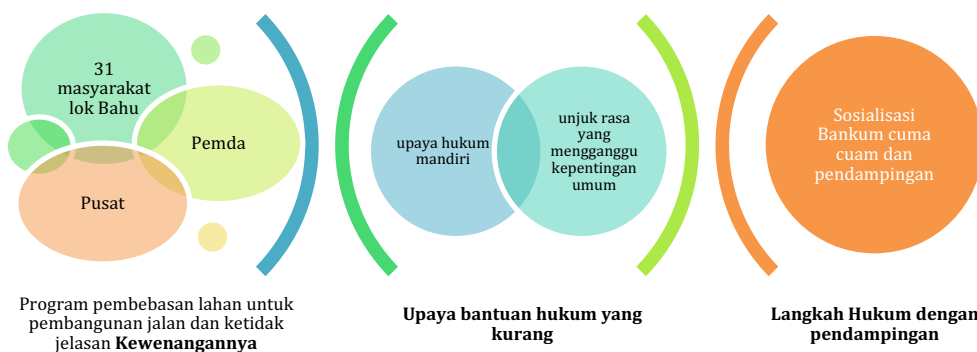 31
masyarakat
lok Bahu
Pemda
Pusat
Program pembebasan lahan untuk
pembangunan jalan dan ketidak
jelasan Kewenangannya
upaya hukum
mandiri
unjuk rasa
yang
mengganggu
kepentingan
umum
Upaya bantuan hukum yang
kurang
Sosialisasi
Bankum cuma
cuam dan
pendampingan
Langkah Hukum dengan
pendampingan